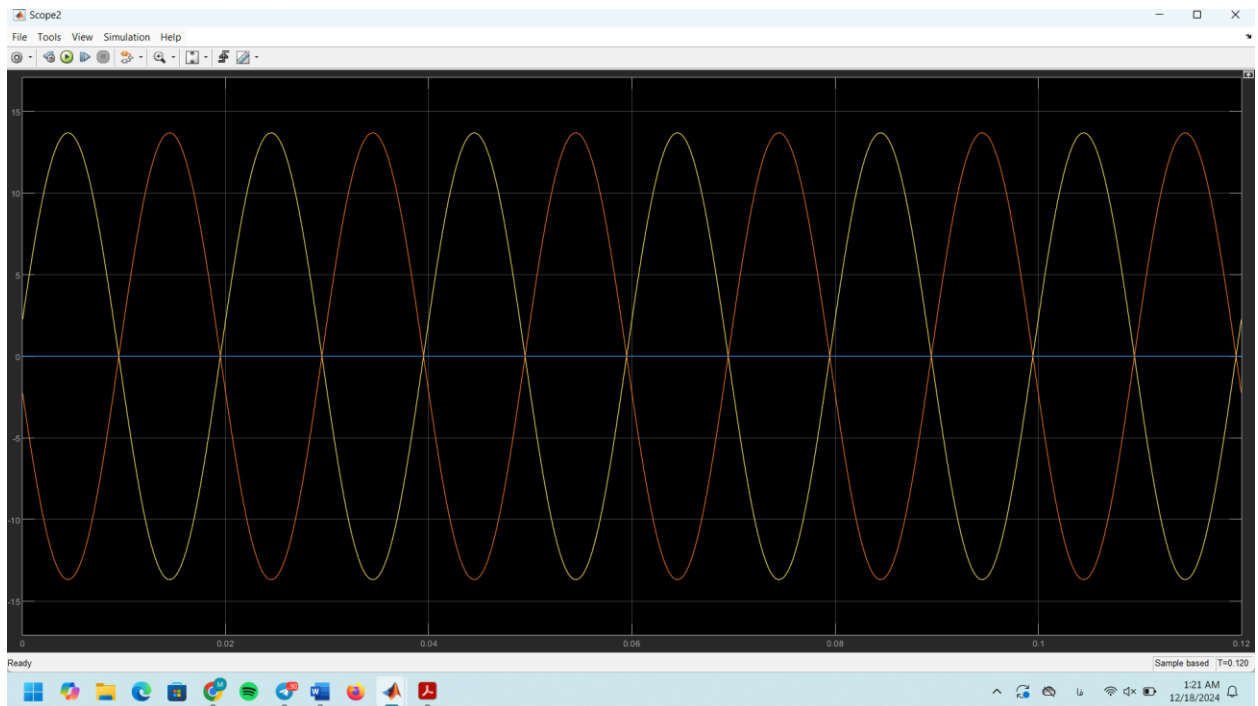 Scope2
File Tools View Simulation Help
15
10
5
0
-5
-10
-15
0 0.02 0.04 0.06 0.08 0.1 0.12
Ready
Sample based T=0.120
M
W
فا
1:21 AM
12/18/2024